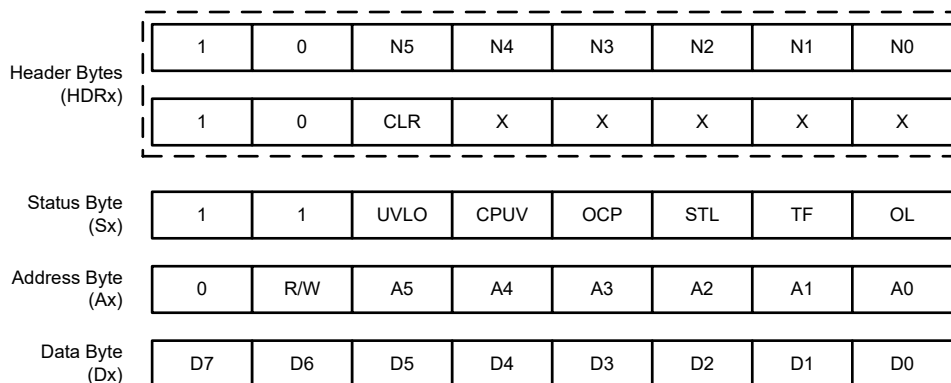 1 0 N5 N4 N3 N2 N1 N0
Header Bytes
(HDRx)
1 0 CLR X X X X X
Status Byte
(Sx)
1 1 UVLO CPUV OCP STL TF OL
Address Byte
(Ax)
0 R/W A5 A4 A3 A2 A1 A0
Data Byte
(Dx)
D7 D6 D5 D4 D3 D2 D1 D0